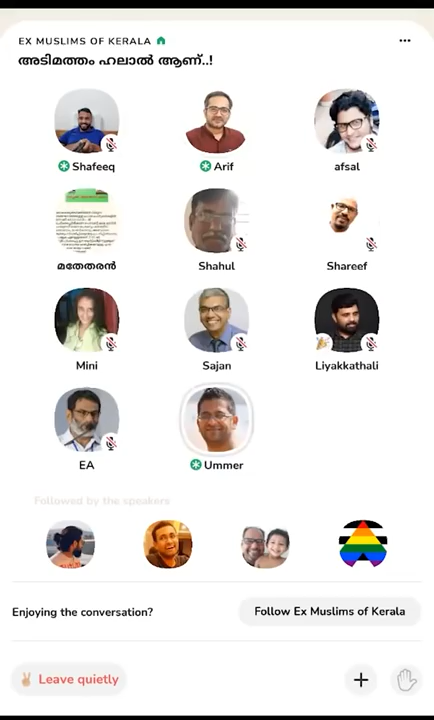 EX MUSLIMS OF KERALA
അടിമത്തം ഹലാൽ ആണ്..!
Shafeeq
Arif
afsal
മതേതരൻ
Shahul
Shareef
Mini
Sajan
Liyakkathali
EA
Ummer
Followed by the speakers
Enjoying the conversation?
Follow Ex Muslims of Kerala
Leave quietly